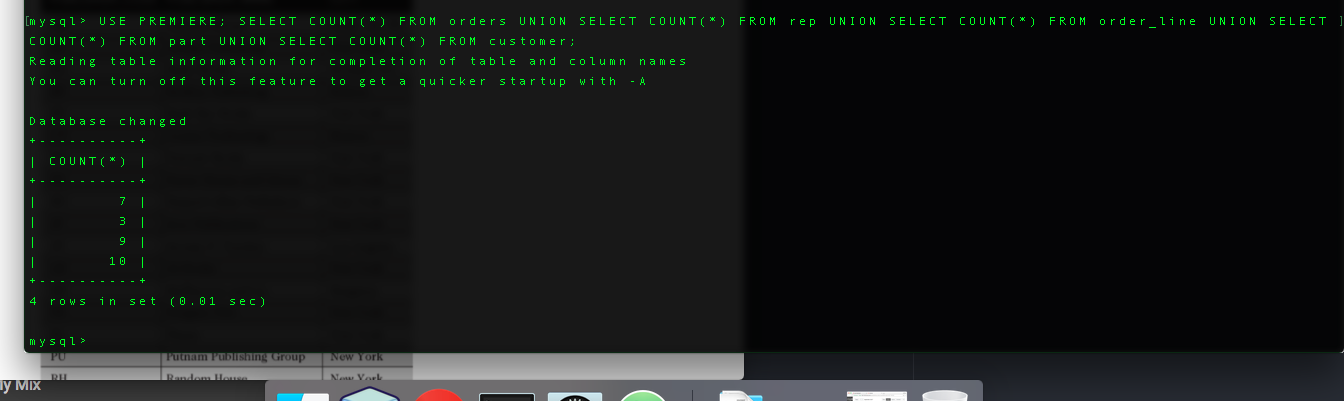 [mysql> USE PREMIERE; SELECT COUNT(*) FROM orders UNION SELECT COUNT(*) FROM rep UNION SELECT COUNT(*) FROM order_line UNION SELECT ]
COUNT(*) FROM part UNION SELECT COUNT(*) FROM customer;
Reading table information for completion of table and column names
You can turn off this feature to get a quicker startup with -A
Database changed
+----------+
| COUNT(*) |
+----------+
|        7 |
|        3 |
|        9 |
|       10 |
+----------+
4 rows in set (0.01 sec)
mysql>
PU Putnam Publishing Group New York
RH Random House New York
ly Mix